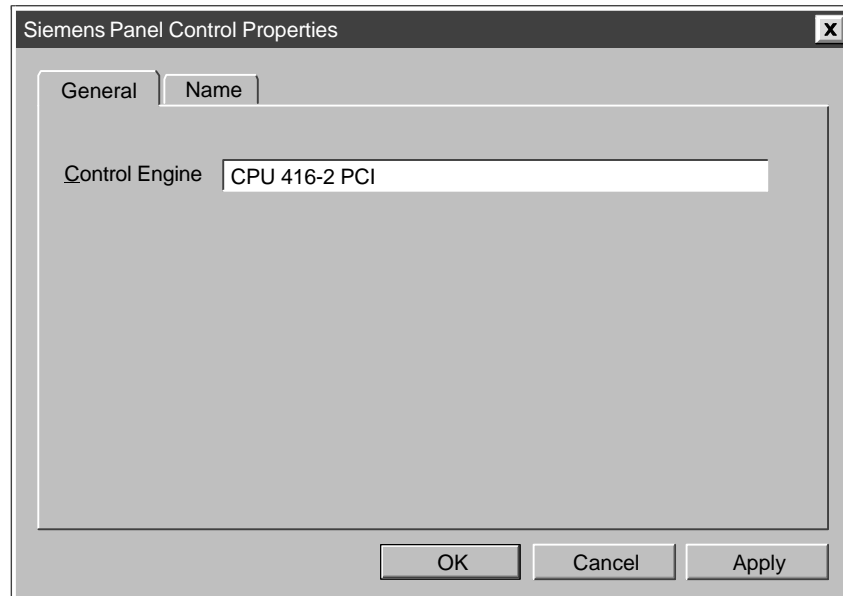 Siemens Panel Control Properties
X
General Name
Control Engine CPU 416-2 PCI
OK Cancel Apply